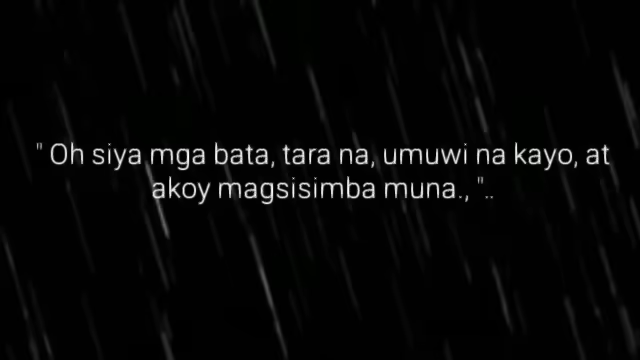 " Oh siya mga bata, tara na, umuwi na kayo, at
akoy magsisimba muna., "..